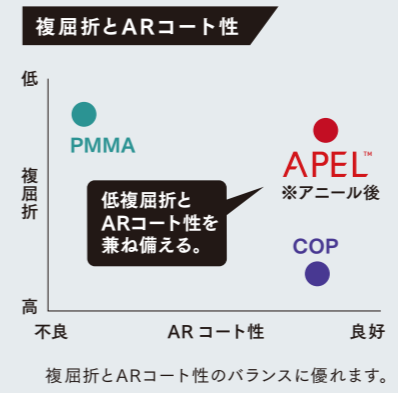 複屈折とARコート性
低
PMMA
APEL™
※アニール後
複屈折
低複屈折と
ARコート性を
兼ね備える。
COP
高
不良 ARコート性 良好
複屈折とARコート性のバランスに優れます。